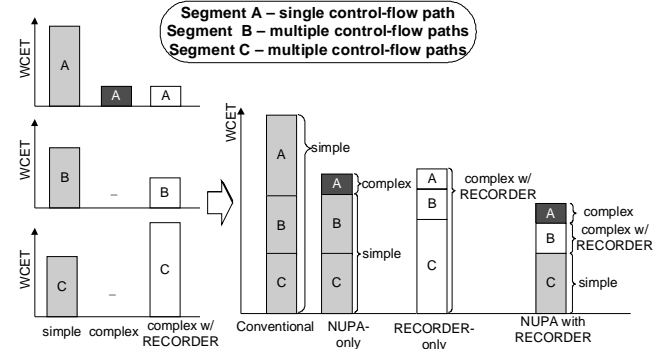 Segment A – single control-flow path
Segment B – multiple control-flow paths
Segment C – multiple control-flow paths
WCET
A
A
A
WCET
B
–
B
WCET
C
–
C
simple
complex
complex w/
RECORDER
WCET
A
B
C
simple
Conventional
A
B
C
complex
simple
NUPA-
only
A
B
C
complex w/
RECORDER
RECORDER-
only
A
B
C
complex
complex w/
RECORDER
simple
NUPA with
RECORDER